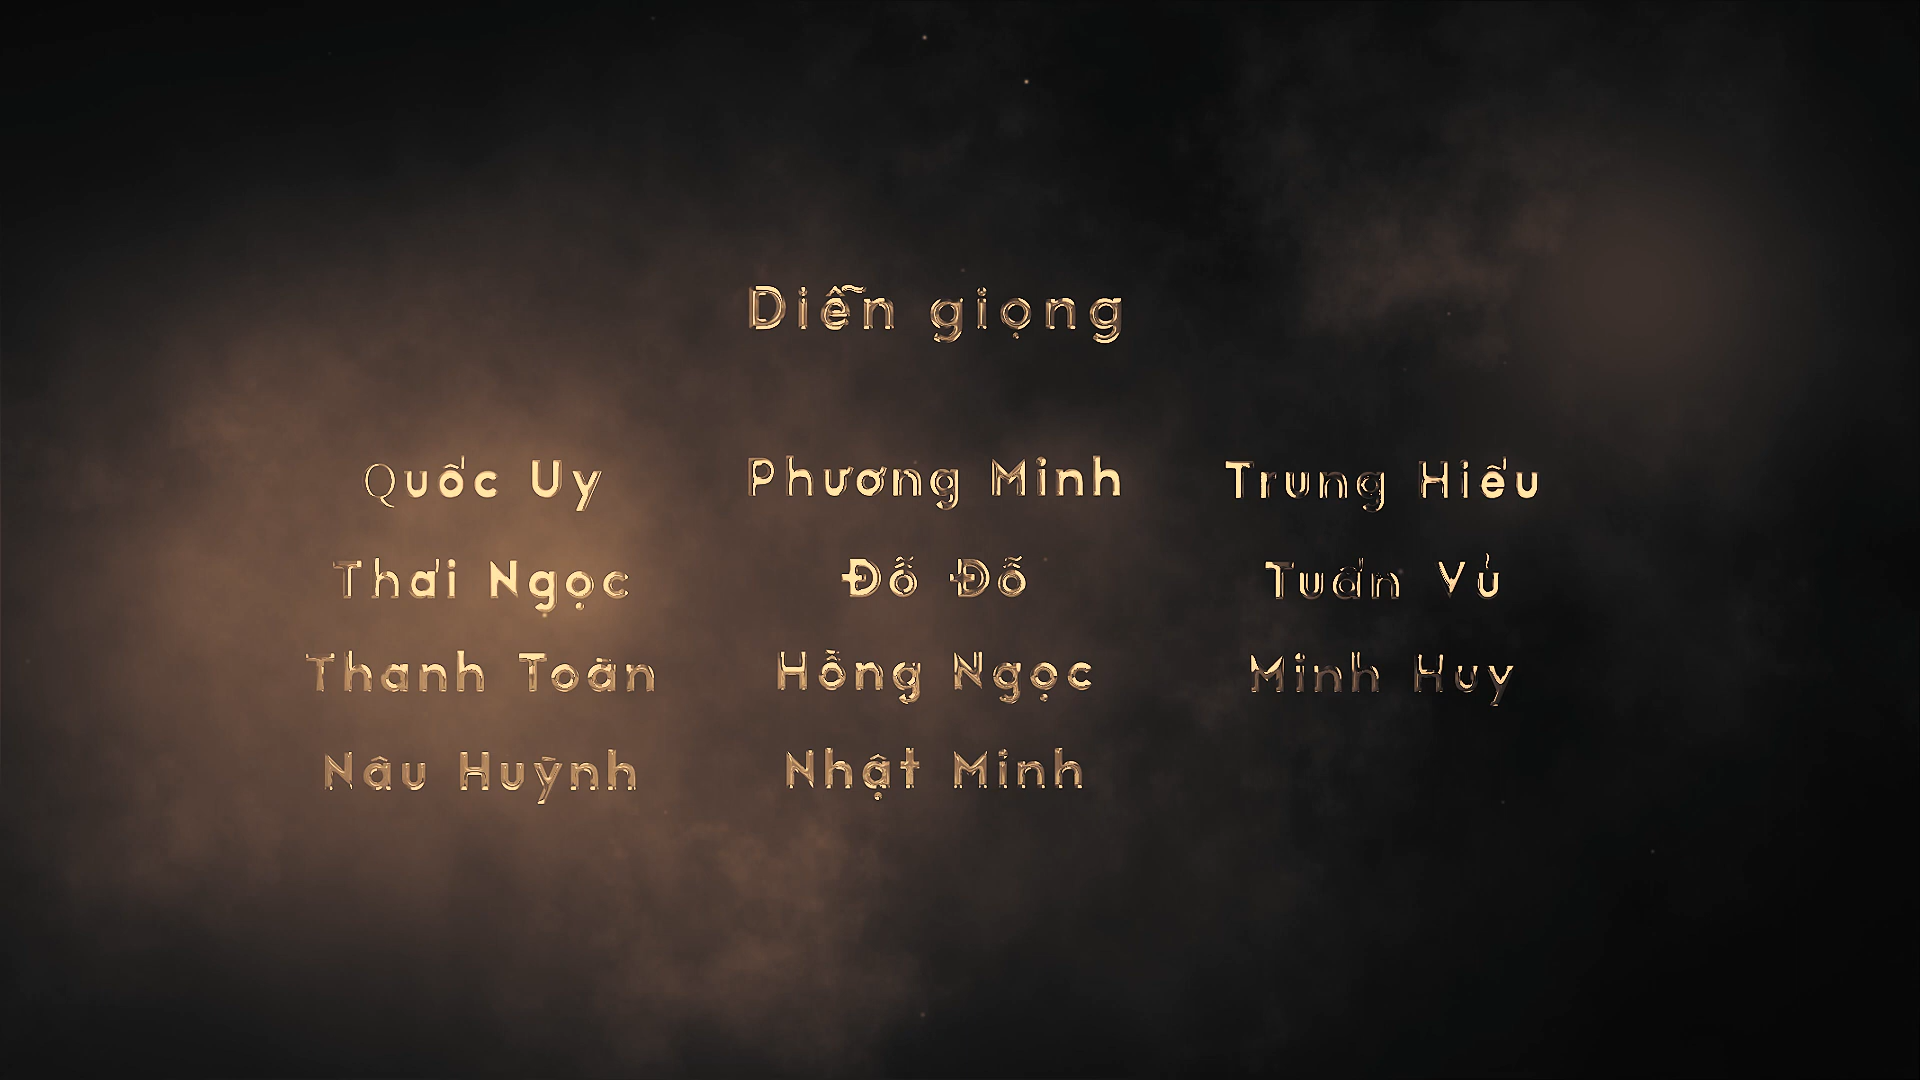 Diễn giọng
Quốc Uy Phương Minh Trung Hiếu
Thái Ngọc Đỗ Đỗ Tuấn Vủ
Thanh Toàn Hồng Ngọc Minh Huy
Nâu Huỳnh Nhật Minh